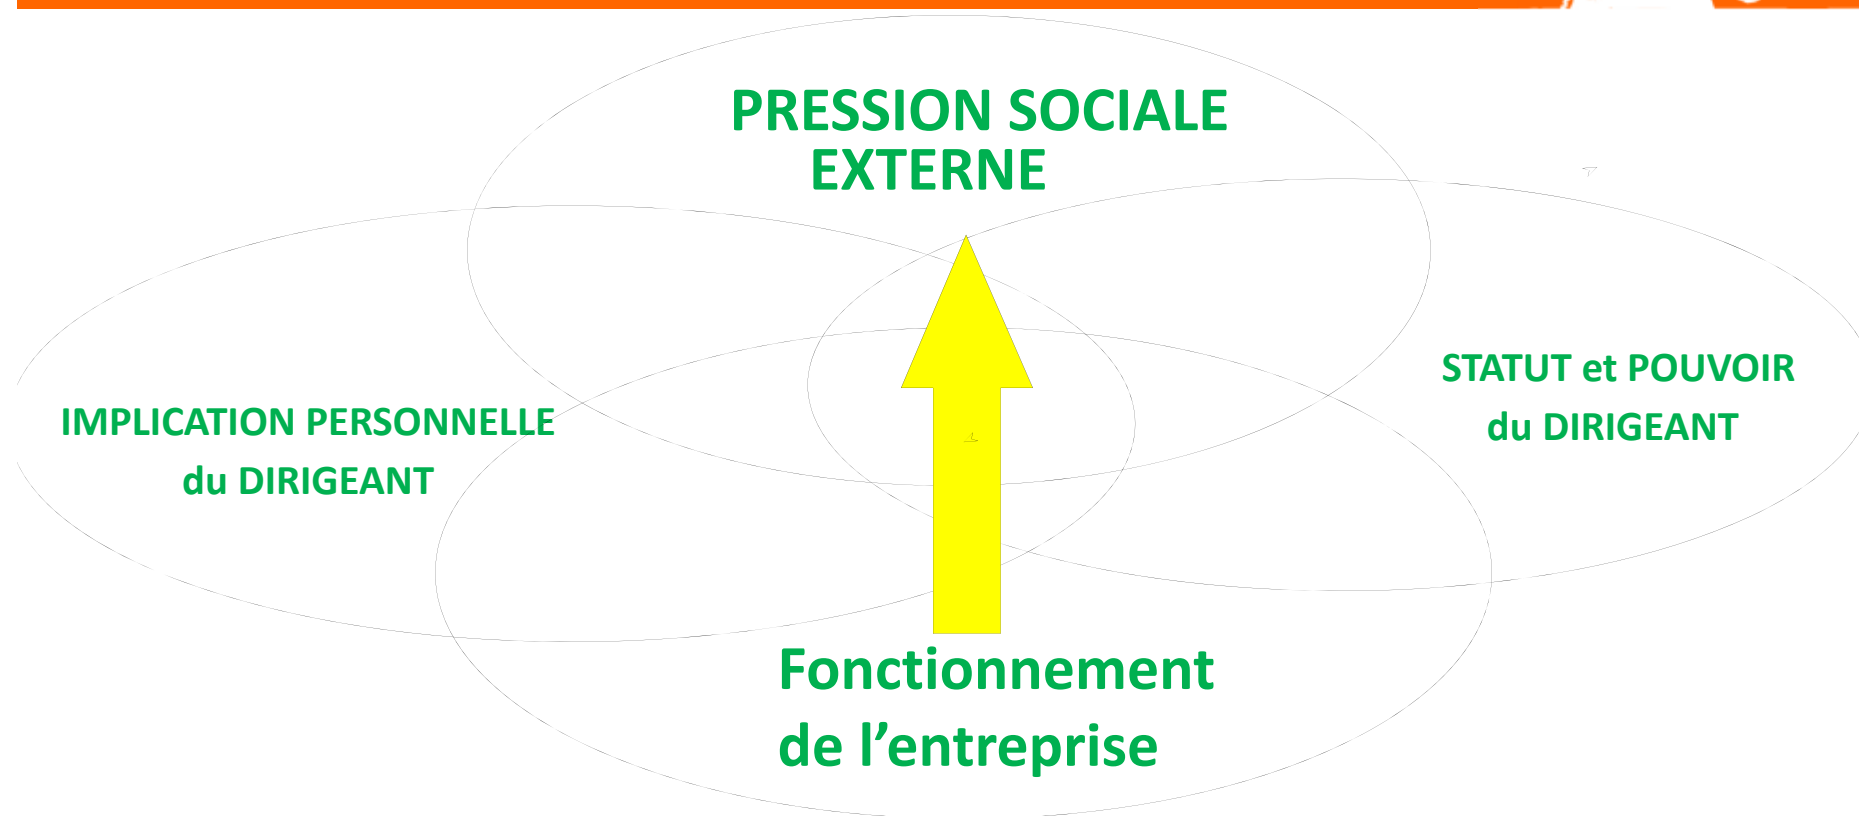 PRESSION SOCIALE
EXTERNE
STATUT et POUVOIR
du DIRIGEANT
IMPLICATION PERSONNELLE
du DIRIGEANT
Fonctionnement
de l’entreprise